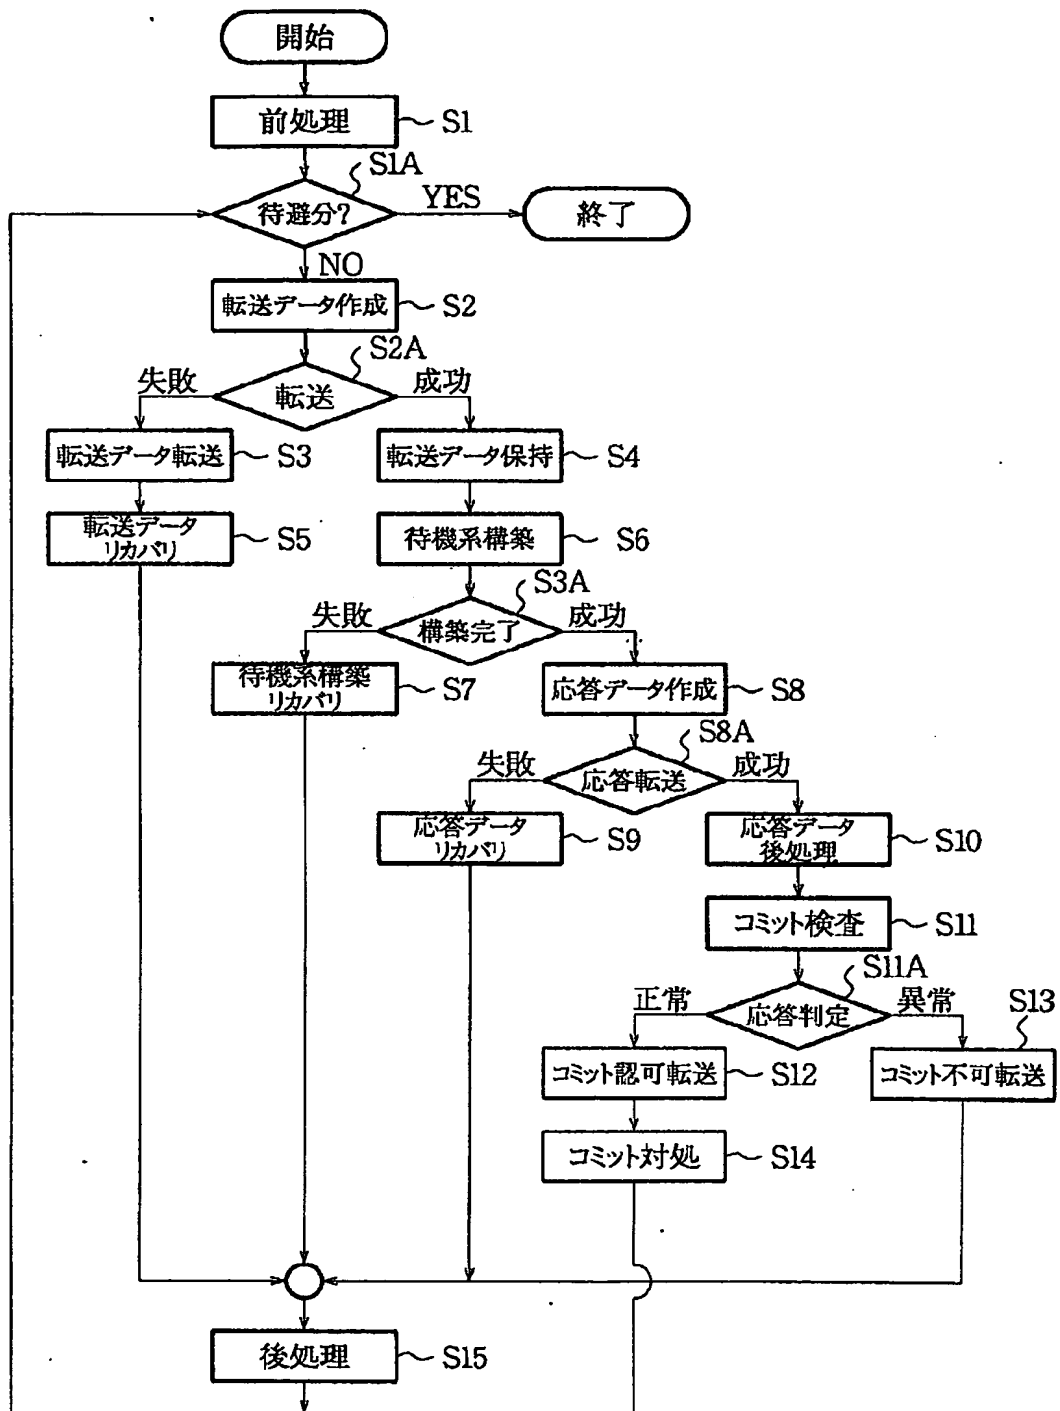 開始
前処理
S1
S1A
待避分?
YES
終了
NO
転送データ作成
S2
S2A
失敗
転送
成功
転送データ転送
S3
転送データ保持
S4
転送データ
リカバリ
S5
待機系構築
S6
S3A
失敗
構築完了
成功
待機系構築
リカバリ
S7
応答データ作成
S8
S8A
失敗
応答転送
成功
応答データ
リカバリ
S9
応答データ
後処理
S10
コミット検査
S11
S11A
正常
応答判定
異常
S13
コミット認可転送
S12
コミット不可転送
コミット対処
S14
後処理
S15